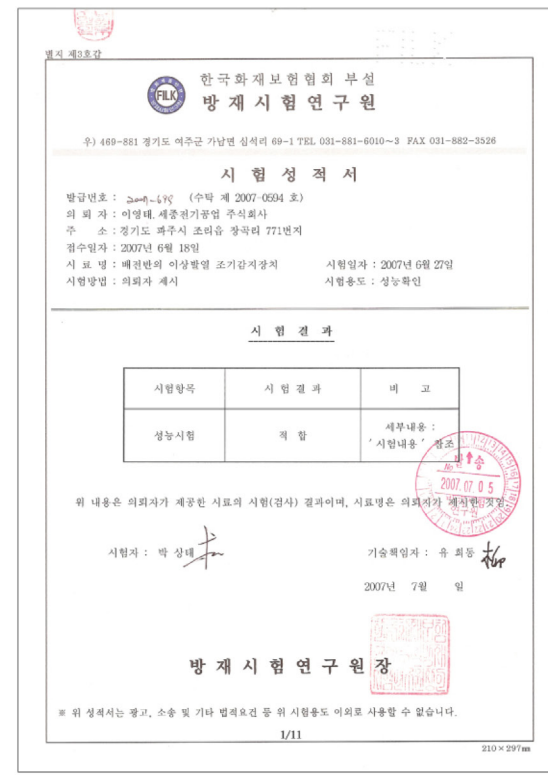 별지 제3호갑
FILK
한국화재보험협회 부설
방재시험연구원
우) 469-881 경기도 여주군 가남면 심석리 69-1 TEL 031-881-6010~3 FAX 031-882-3526
시 험 성 적 서
발급번호 : 2007-698 (수탁 제 2007-0594 호)
의 뢰 자 : 이영태, 세종전기공업 주식회사
주 소 : 경기도 파주시 조리읍 장곡리 771번지
접수일자 : 2007년 6월 18일
시 료 명 : 배전반의 이상발열 조기감지장치 시험일자 : 2007년 6월 27일
시험방법 : 의뢰자 제시 시험용도 : 성능확인
시 험 결 과
시험항목 시 험 결 과 비 고
성능시험 적 합 세부내용 :
'시험내용' 참조
2007. 07. 0 5
위 내용은 의뢰자가 제공한 시료의 시험(검사) 결과이며, 시료명은 의뢰자가 제시한 것임.
시험자 : 박 상태 기술책임자 : 유 희동
2007년 7월 일
방 재 시 험 연 구 원 장
※ 위 성적서는 광고, 소송 및 기타 법적요건 등 위 시험용도 이외로 사용할 수 없습니다.
1/11
210×297㎜